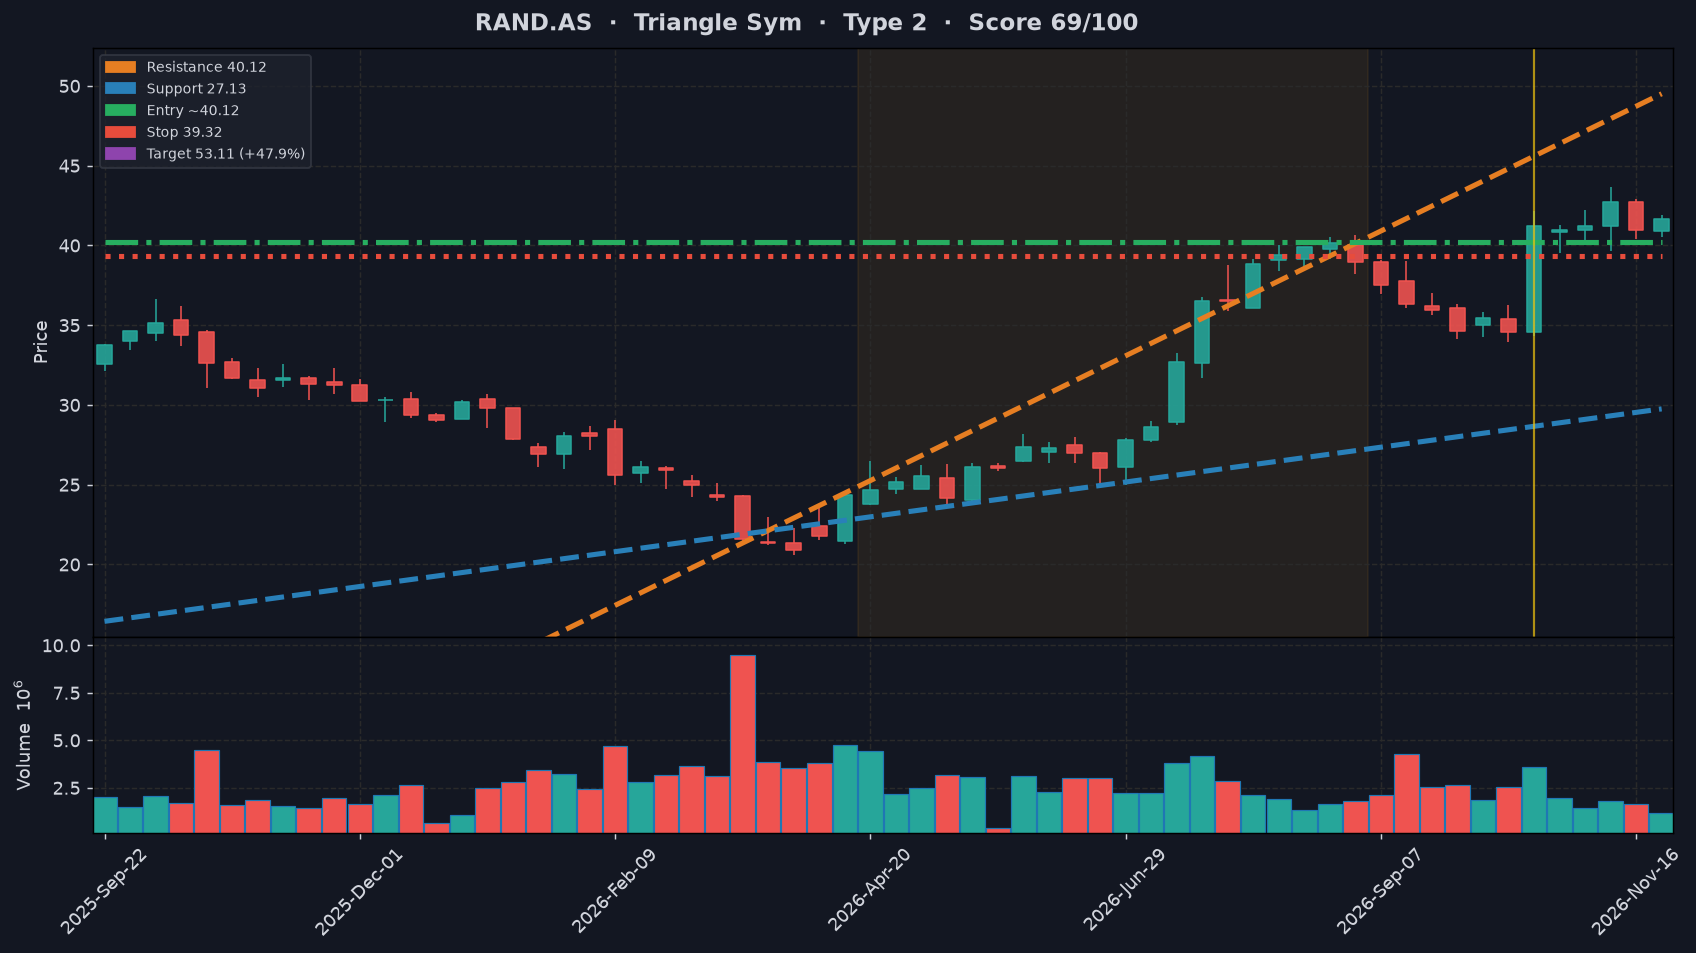 RAND.AS · Triangle Sym · Type 2 · Score 69/100
Resistance 40.12
Support 27.13
Entry ~40.12
Stop 39.32
Target 53.11 (+47.9%)
Price
50
45
40
35
30
25
20
Volume 10⁶
10.0
7.5
5.0
2.5
2025-Sep-22
2025-Dec-01
2026-Feb-09
2026-Apr-20
2026-Jun-29
2026-Sep-07
2026-Nov-16